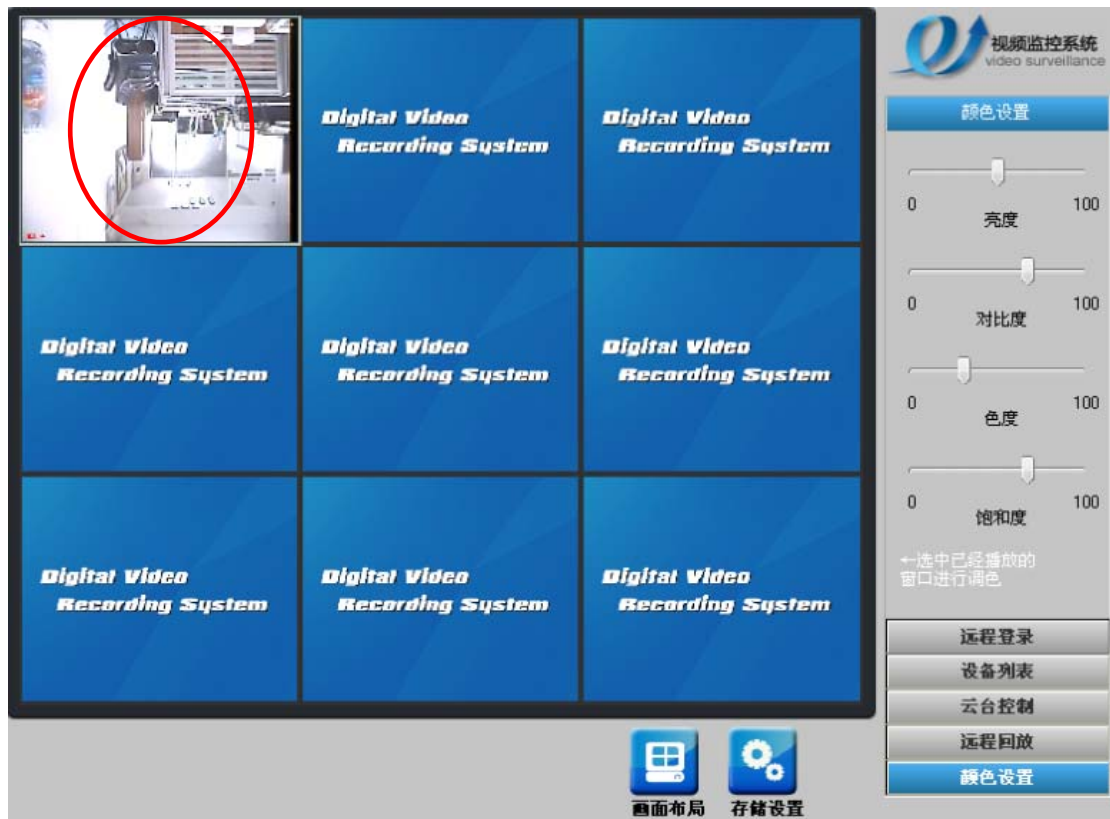 Digital Video
Recording System
Digital Video
Recording System
Digital Video
Recording System
Digital Video
Recording System
Digital Video
Recording System
Digital Video
Recording System
Digital Video
Recording System
Digital Video
Recording System
视频监控系统
video surveillance
颜色设置
0 100
亮度
0 100
对比度
0 100
色度
0 100
饱和度
←选中已经播放的
窗口进行调色
远程登录
设备列表
云台控制
远程回放
颜色设置
画面布局 存储设置